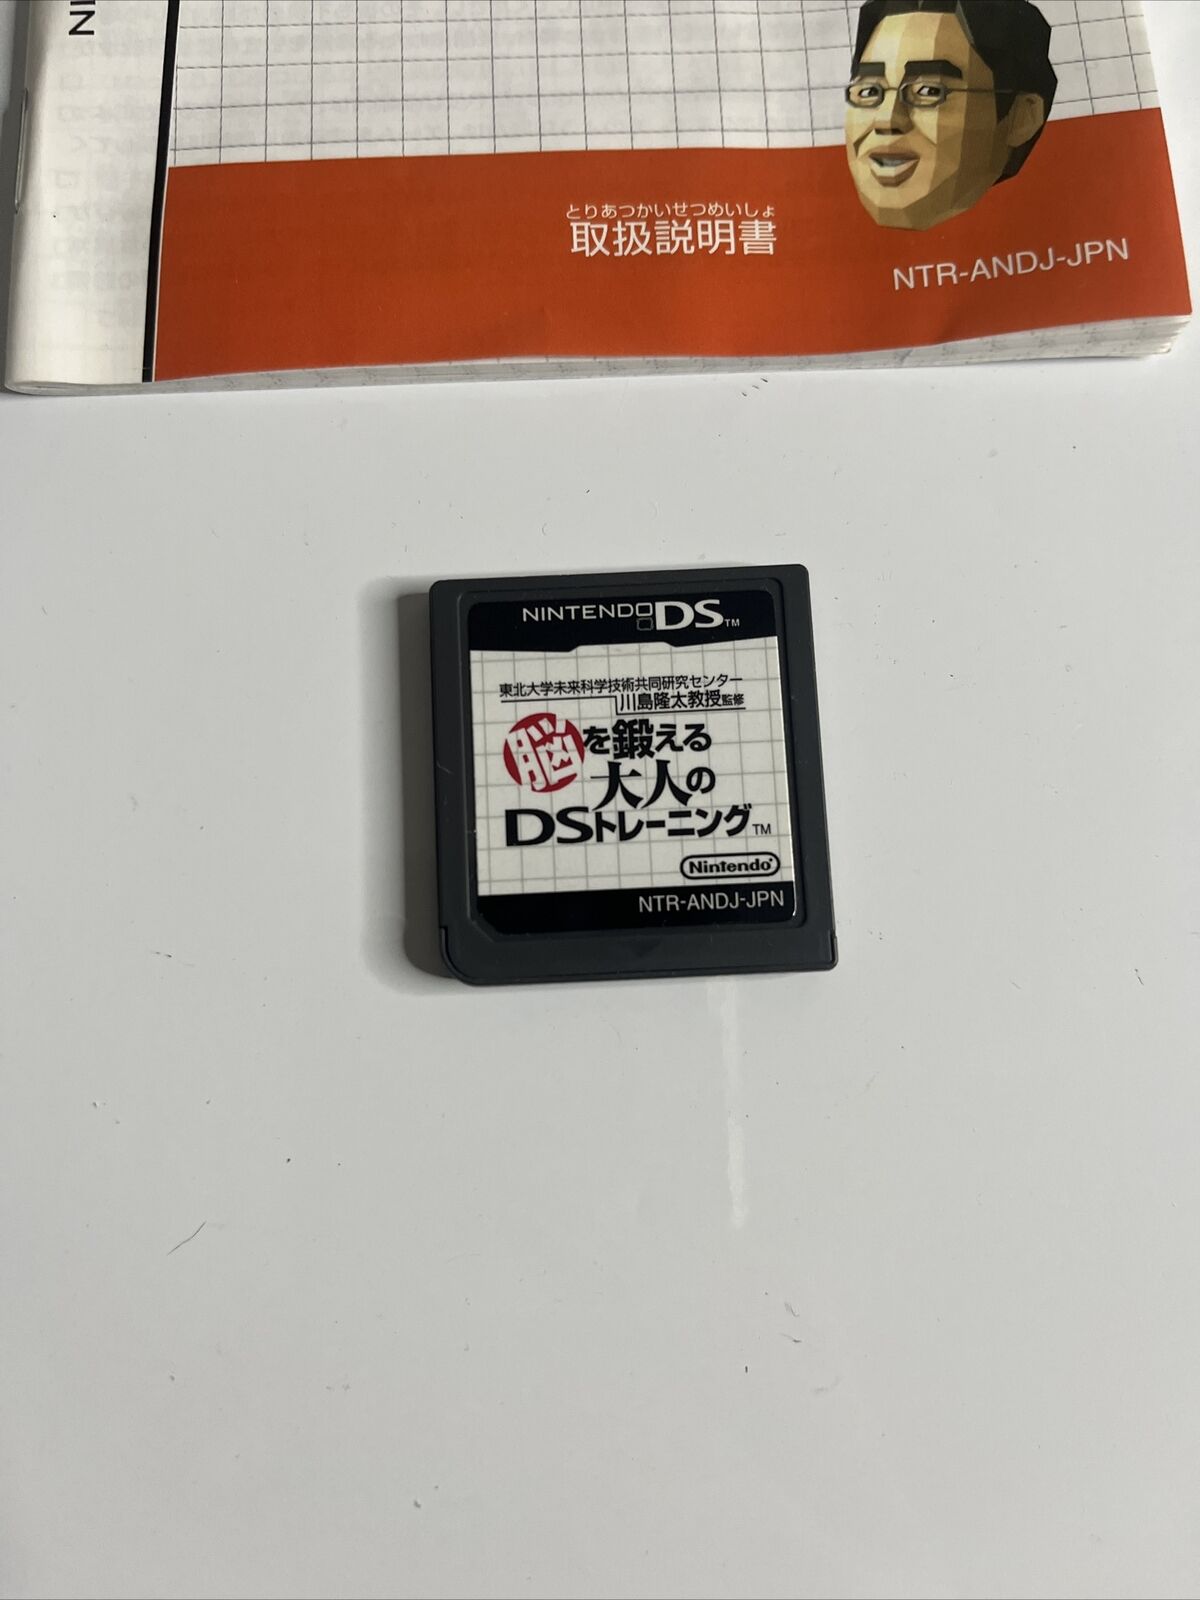 とりあつかいせつめいしょ
取扱説明書
NTR-ANDJ-JPN
NINTENDO DS TM
東北大学未来科学技術共同研究センター
川島隆太教授監修
脳を鍛える
大人の
DSトレーニング TM
Nintendo
NTR-ANDJ-JPN